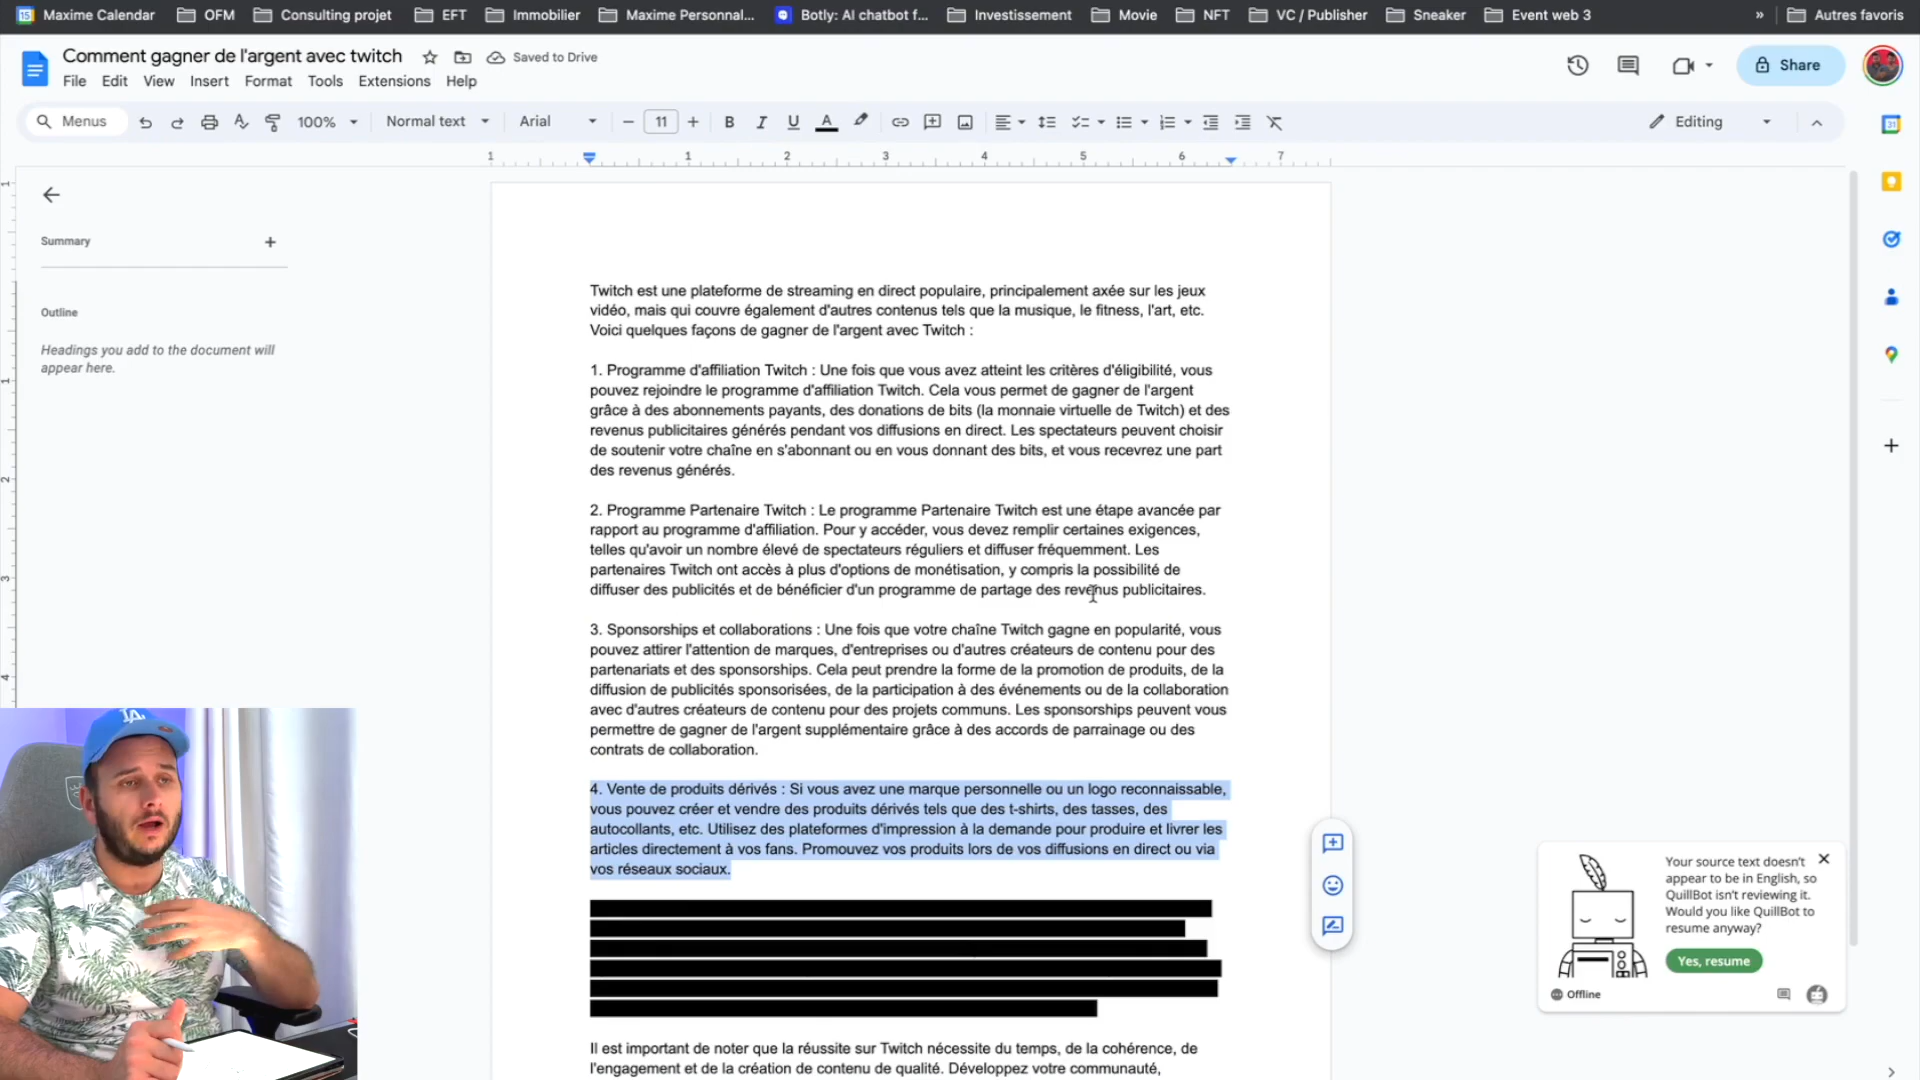 Maxime Calendar OFM Consulting projet EFT Immobilier Maxime Personnal... Botly: AI chatbot f... Investissement Movie NFT VC / Publisher Sneaker Event web 3 » Autres favoris
Comment gagner de l'argent avec twitch Saved to Drive
File Edit View Insert Format Tools Extensions Help
Share
Menus 100% Normal text Arial 11 Editing
1 1 2 3 4 5 6 7
Summary
Outline
Headings you add to the document will
appear here.
Twitch est une plateforme de streaming en direct populaire, principalement axée sur les jeux
vidéo, mais qui couvre également d'autres contenus tels que la musique, le fitness, l'art, etc.
Voici quelques façons de gagner de l'argent avec Twitch :
1. Programme d'affiliation Twitch : Une fois que vous avez atteint les critères d'éligibilité, vous
pouvez rejoindre le programme d'affiliation Twitch. Cela vous permet de gagner de l'argent
grâce à des abonnements payants, des donations de bits (la monnaie virtuelle de Twitch) et des
revenus publicitaires générés pendant vos diffusions en direct. Les spectateurs peuvent choisir
de soutenir votre chaîne en s'abonnant ou en vous donnant des bits, et vous recevrez une part
des revenus générés.
2. Programme Partenaire Twitch : Le programme Partenaire Twitch est une étape avancée par
rapport au programme d'affiliation. Pour y accéder, vous devez remplir certaines exigences,
telles qu'avoir un nombre élevé de spectateurs réguliers et diffuser fréquemment. Les
partenaires Twitch ont accès à plus d'options de monétisation, y compris la possibilité de
diffuser des publicités et de bénéficier d'un programme de partage des revenus publicitaires.
3. Sponsorships et collaborations : Une fois que votre chaîne Twitch gagne en popularité, vous
pouvez attirer l'attention de marques, d'entreprises ou d'autres créateurs de contenu pour des
partenariats et des sponsorships. Cela peut prendre la forme de la promotion de produits, de la
diffusion de publicités sponsorisées, de la participation à des événements ou de la collaboration
avec d'autres créateurs de contenu pour des projets communs. Les sponsorships peuvent vous
permettre de gagner de l'argent supplémentaire grâce à des accords de parrainage ou des
contrats de collaboration.
4. Vente de produits dérivés : Si vous avez une marque personnelle ou un logo reconnaissable,
vous pouvez créer et vendre des produits dérivés tels que des t-shirts, des tasses, des
autocollants, etc. Utilisez des plateformes d'impression à la demande pour produire et livrer les
articles directement à vos fans. Promouvez vos produits lors de vos diffusions en direct ou via
vos réseaux sociaux.
Il est important de noter que la réussite sur Twitch nécessite du temps, de la cohérence, de
l'engagement et de la création de contenu de qualité. Développez votre communauté,
Your source text doesn't
appear to be in English, so
QuillBot isn't reviewing it.
Would you like QuillBot to
resume anyway?
Yes, resume
Offline
LA